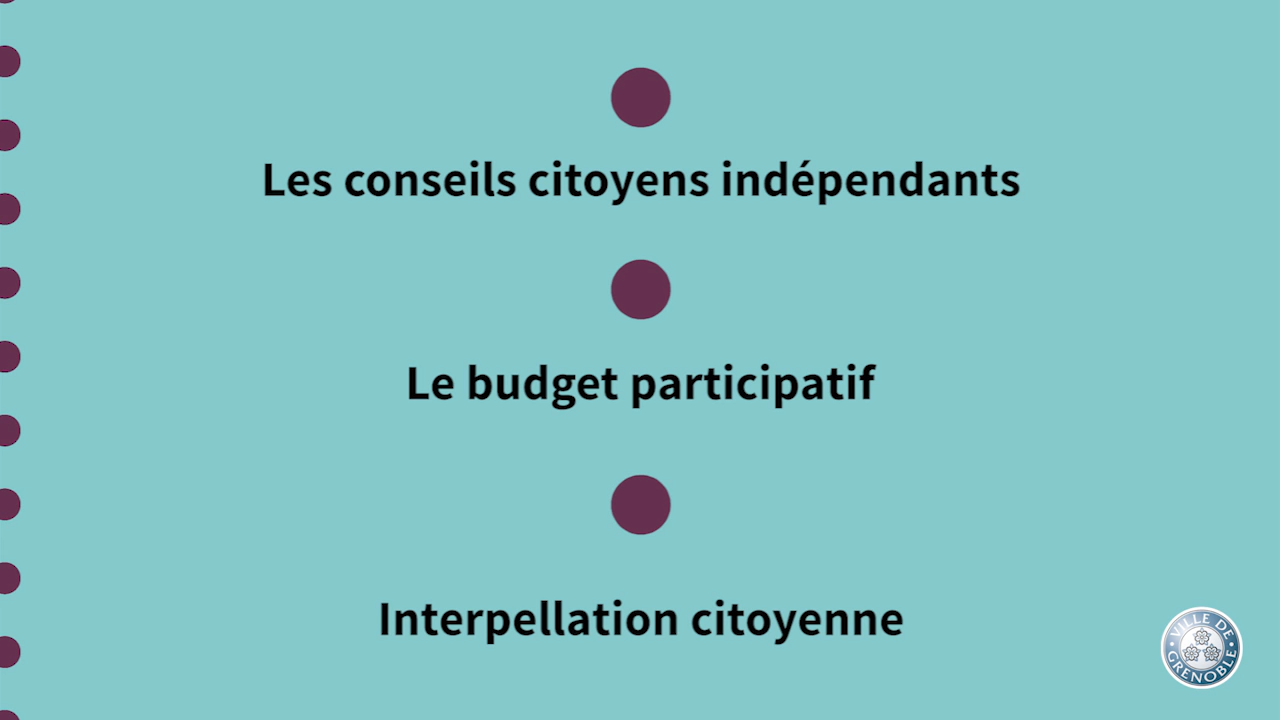 Les conseils citoyens indépendants
Le budget participatif
Interpellation citoyenne
VILLE DE
GRENOBLE